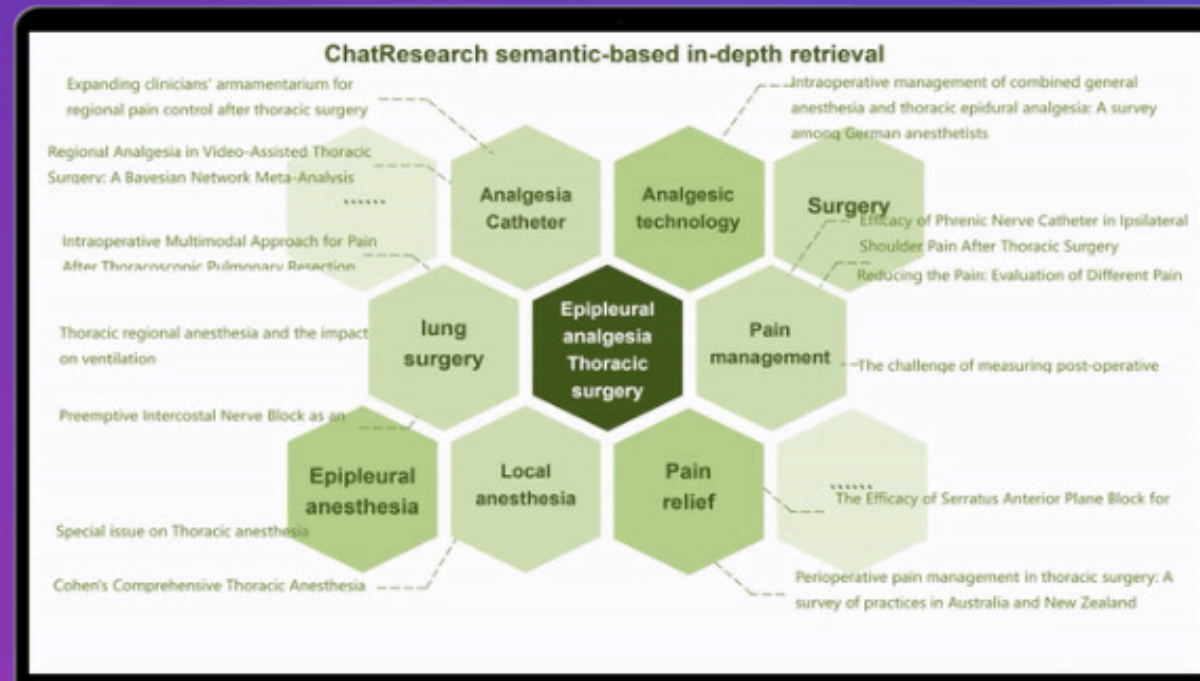 ChatResearch semantic-based in-depth retrieval
Expanding clinicians' armamentarium for
regional pain control after thoracic surgery
Regional Analgesia in Video-Assisted Thoracic
Surgery: A Bayesian Network Meta-Analysis
Intraoperative Multimodal Approach for Pain
After Thoracoscopic Pulmonary Resection
Thoracic regional anesthesia and the impact
on ventilation
Preemptive Intercostal Nerve Block as an
Special issue on Thoracic anesthesia
Cohen's Comprehensive Thoracic Anesthesia
......
Analgesia
Catheter
Analgesic
technology
Surgery
lung
surgery
Epipleural
analgesia
Thoracic
surgery
Pain
management
Epipleural
anesthesia
Local
anesthesia
Pain
relief
......
Intraoperative management of combined general
anesthesia and thoracic epidural analgesia: A survey
among German anesthetists
Efficacy of Phrenic Nerve Catheter in Ipsilateral
Shoulder Pain After Thoracic Surgery
Reducing the Pain: Evaluation of Different Pain
The challenge of measuring post-operative
The Efficacy of Serratus Anterior Plane Block for
Perioperative pain management in thoracic surgery: A
survey of practices in Australia and New Zealand